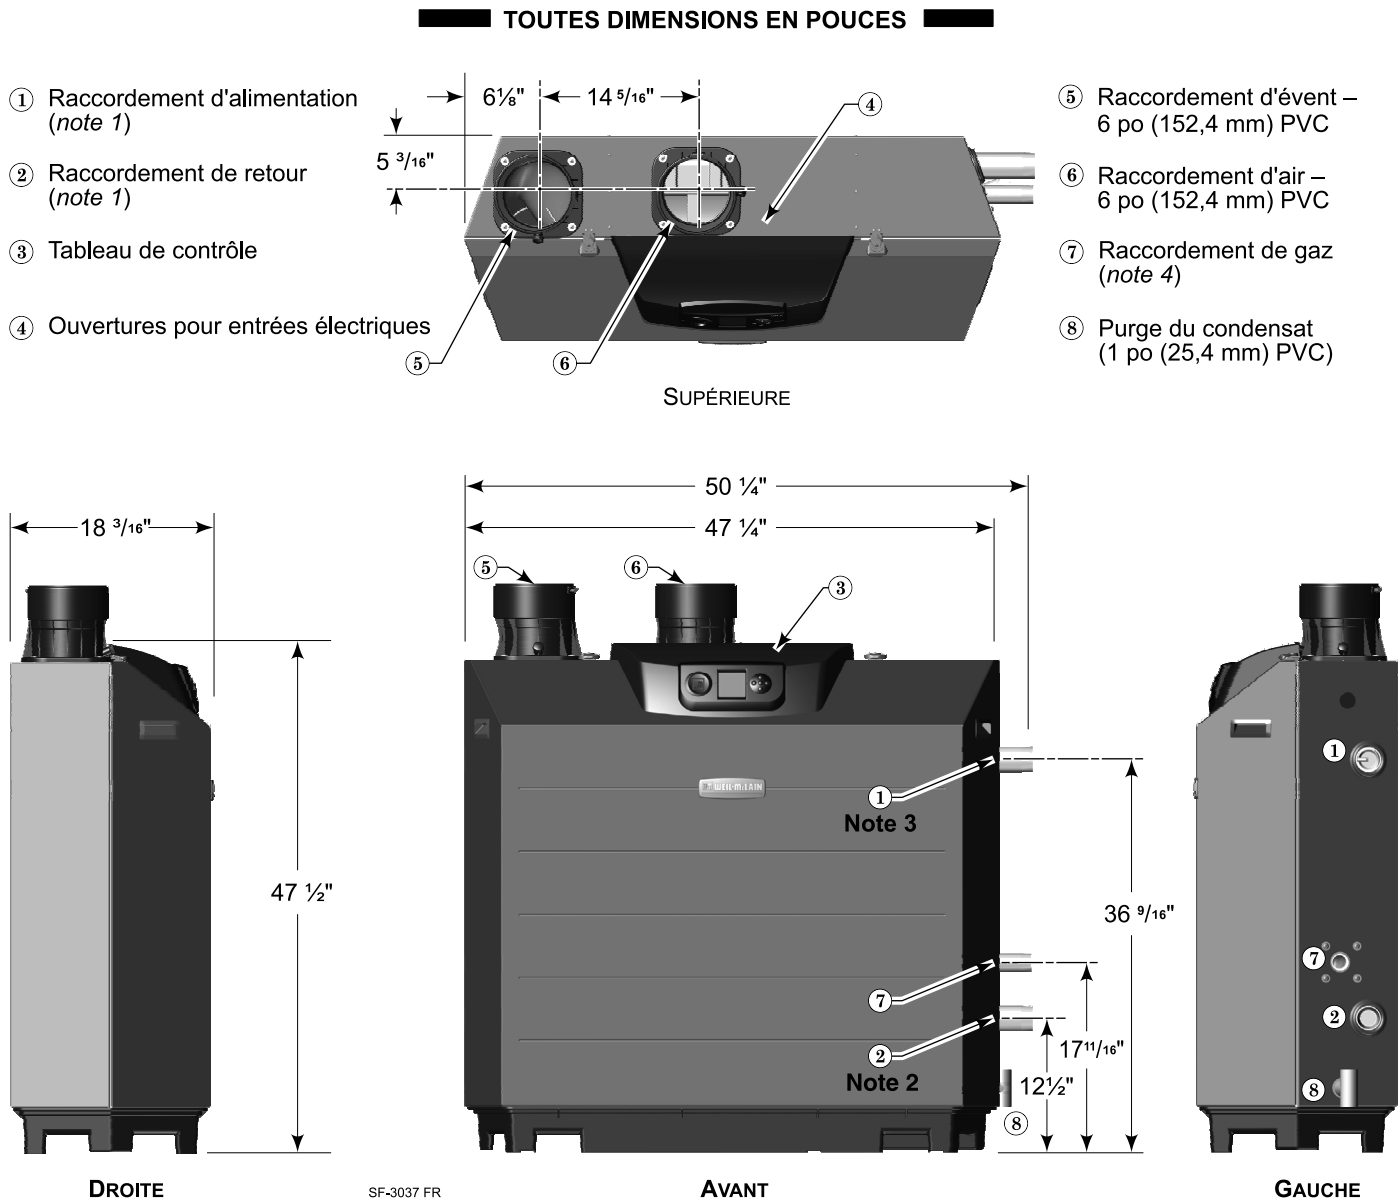 TOUTES DIMENSIONS EN POUCES
① Raccordement d'alimentation
(note 1)
② Raccordement de retour
(note 1)
③ Tableau de contrôle
④ Ouvertures pour entrées électriques
6⅛"
14 5/16"
5 3/16"
④
⑤
⑥
SUPÉRIEURE
⑤ Raccordement d'évent –
6 po (152,4 mm) PVC
⑥ Raccordement d'air –
6 po (152,4 mm) PVC
⑦ Raccordement de gaz
(note 4)
⑧ Purge du condensat
(1 po (25,4 mm) PVC)
18 3/16"
47 ½"
DROITE
SF-3037 FR
50 ¼"
47 ¼"
⑤
⑥
③
WEIL-McLAIN
①
Note 3
⑦
②
Note 2
36 9/16"
17 11/16"
12½"
⑧
AVANT
①
⑦
②
⑧
GAUCHE